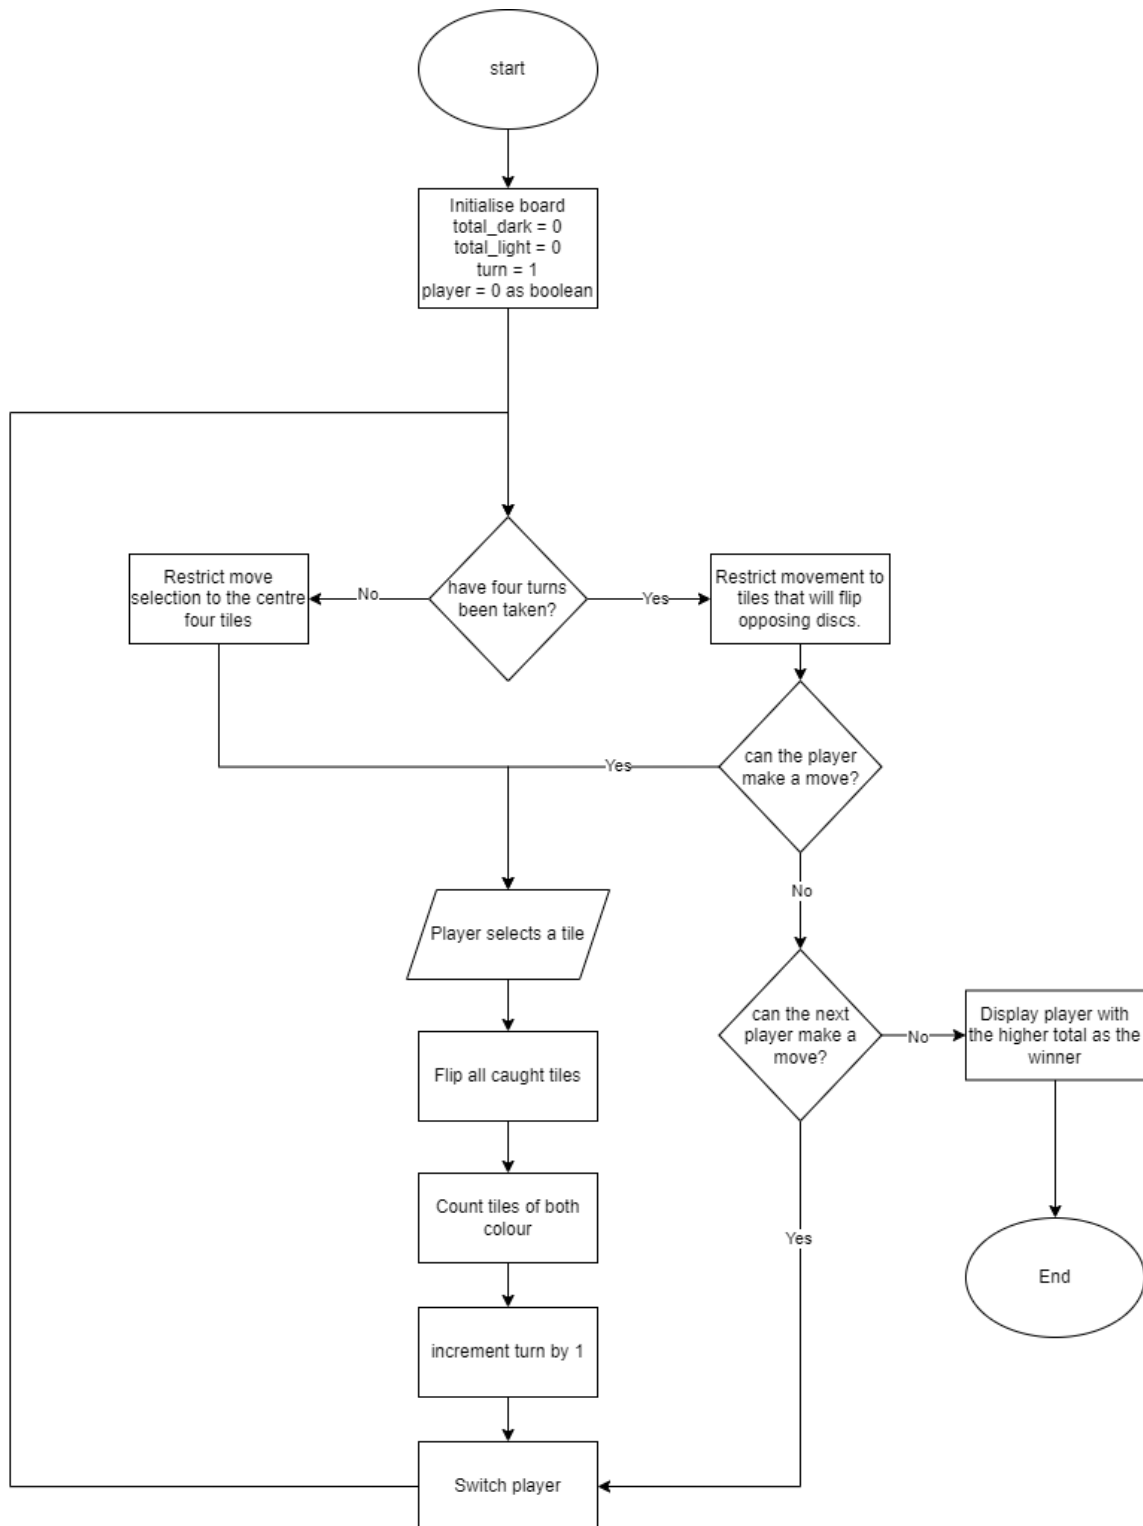 start
Initialise board
total_dark = 0
total_light = 0
turn = 1
player = 0 as boolean
have four turns
been taken?
No
Yes
Restrict move
selection to the centre
four tiles
Restrict movement to
tiles that will flip
opposing discs.
can the player
make a move?
Yes
No
Player selects a tile
can the next
player make a
move?
No
Display player with
the higher total as the
winner
Flip all caught tiles
Count tiles of both
colour
Yes
End
increment turn by 1
Switch player